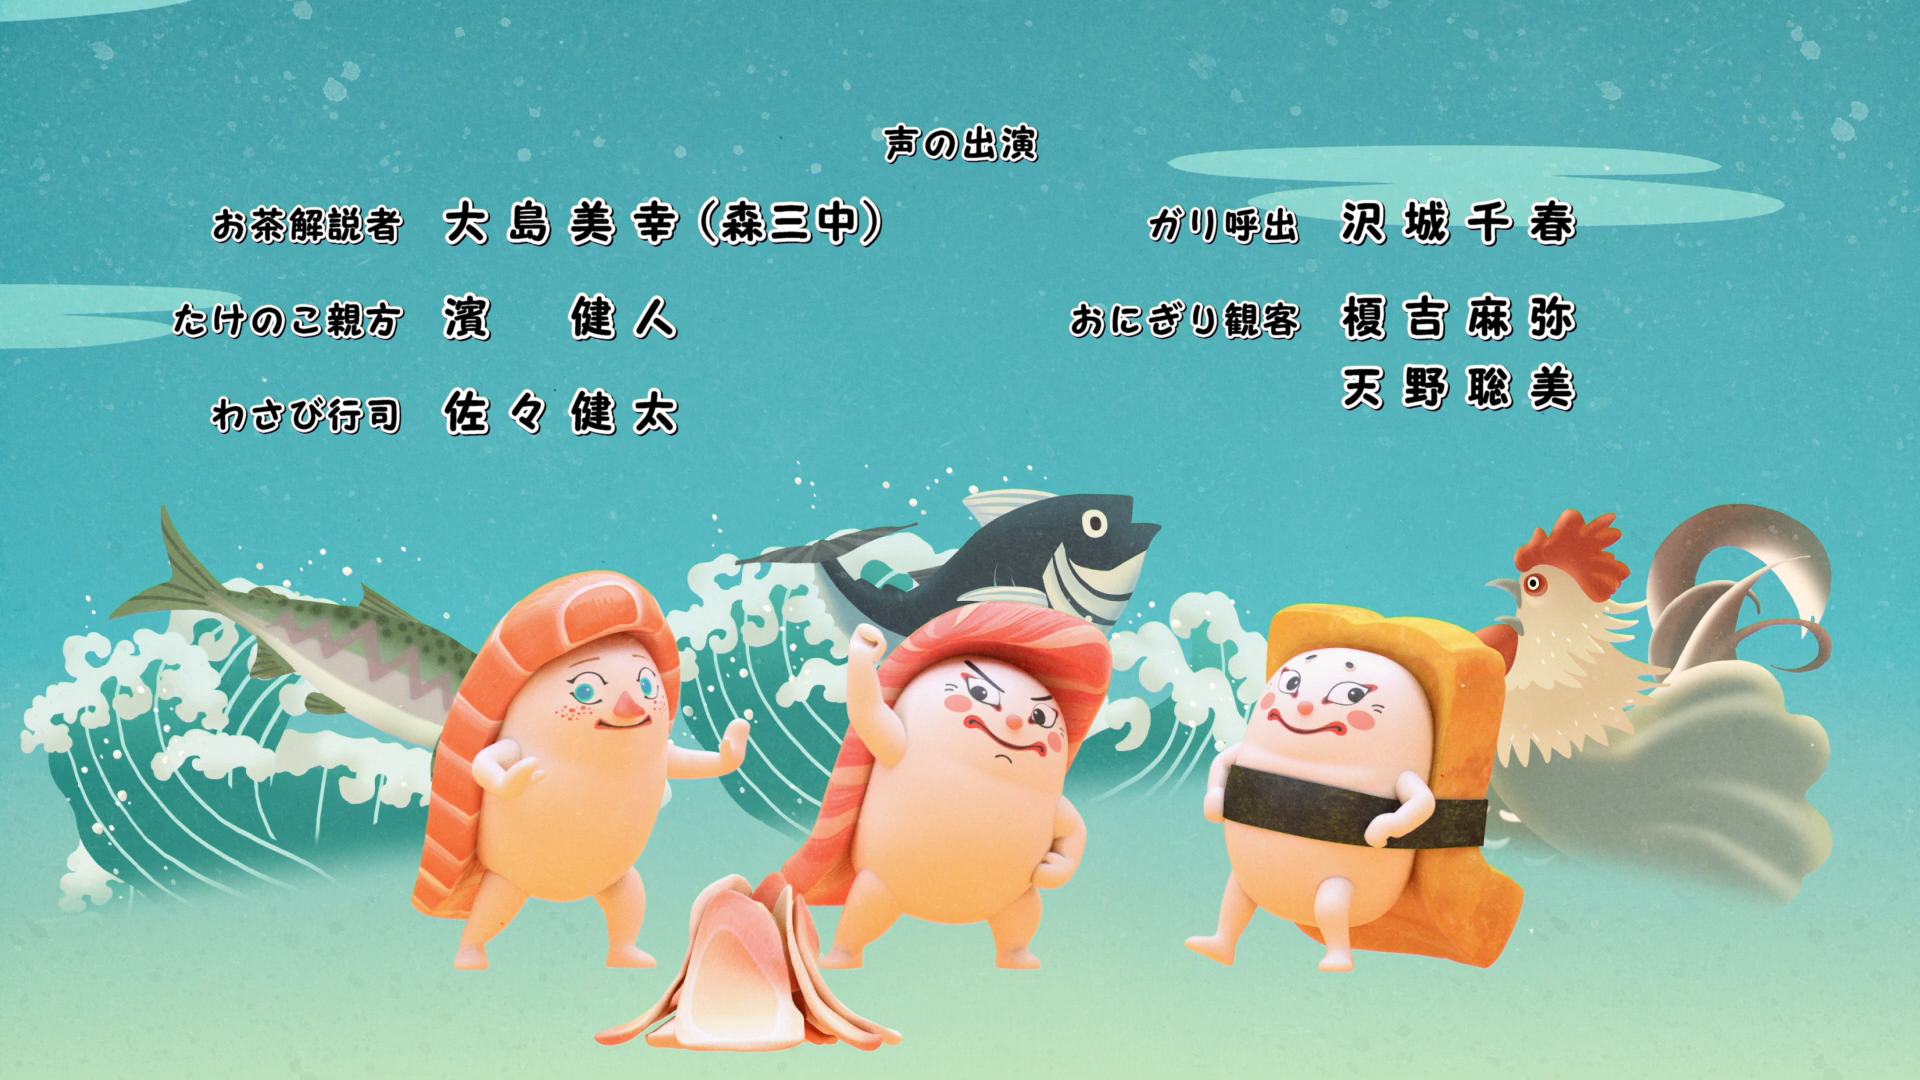 声の出演
お茶解説者 大島美幸(森三中)
たけのこ親方 濱 健人
わさび行司 佐々健太
ガリ呼出 沢城千春
おにぎり観客 榎吉麻弥
天野聡美